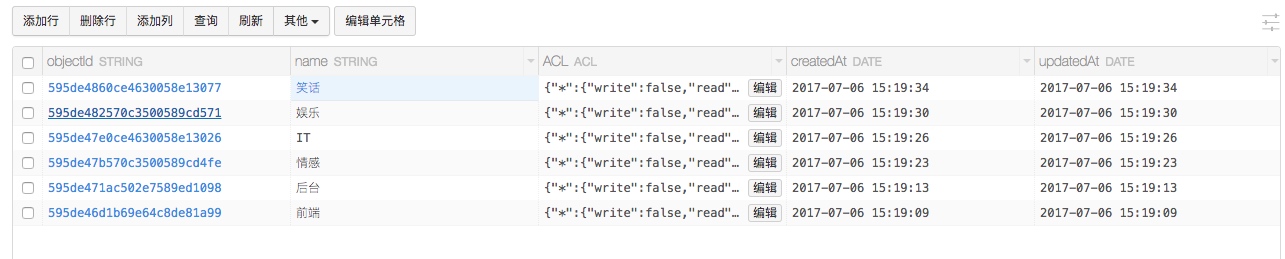 添加行 删除行 添加列 查询 刷新 其他 编辑单元格
objectId STRING name STRING ACL ACL createdAt DATE updatedAt DATE
595de4860ce4630058e13077 笑话 {"*":{"write":false,"read"… 编辑 2017-07-06 15:19:34 2017-07-06 15:19:34
595de482570c3500589cd571 娱乐 {"*":{"write":false,"read"… 编辑 2017-07-06 15:19:30 2017-07-06 15:19:30
595de47e0ce4630058e13026 IT {"*":{"write":false,"read"… 编辑 2017-07-06 15:19:26 2017-07-06 15:19:26
595de47b570c3500589cd4fe 情感 {"*":{"write":false,"read"… 编辑 2017-07-06 15:19:23 2017-07-06 15:19:23
595de471ac502e7589ed1098 后台 {"*":{"write":false,"read"… 编辑 2017-07-06 15:19:13 2017-07-06 15:19:13
595de46d1b69e64c8de81a99 前端 {"*":{"write":false,"read"… 编辑 2017-07-06 15:19:09 2017-07-06 15:19:09